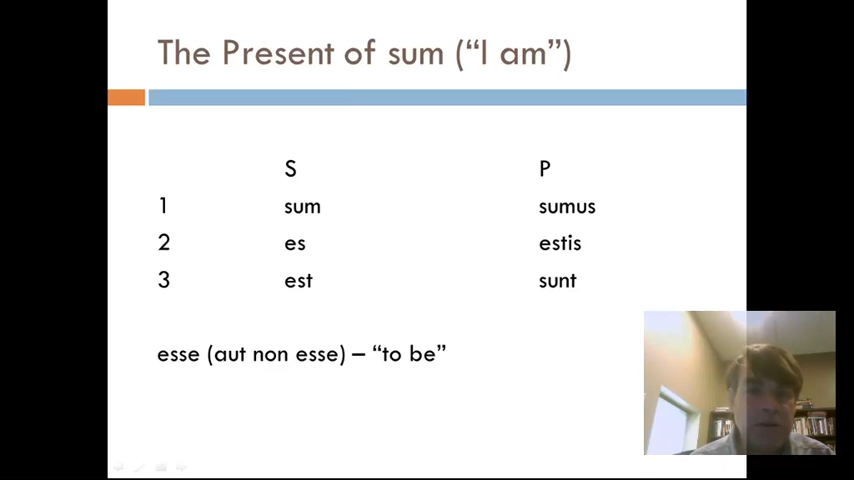 The Present of sum (“I am”)
S P
1 sum sumus
2 es estis
3 est sunt
esse (aut non esse) – “to be”